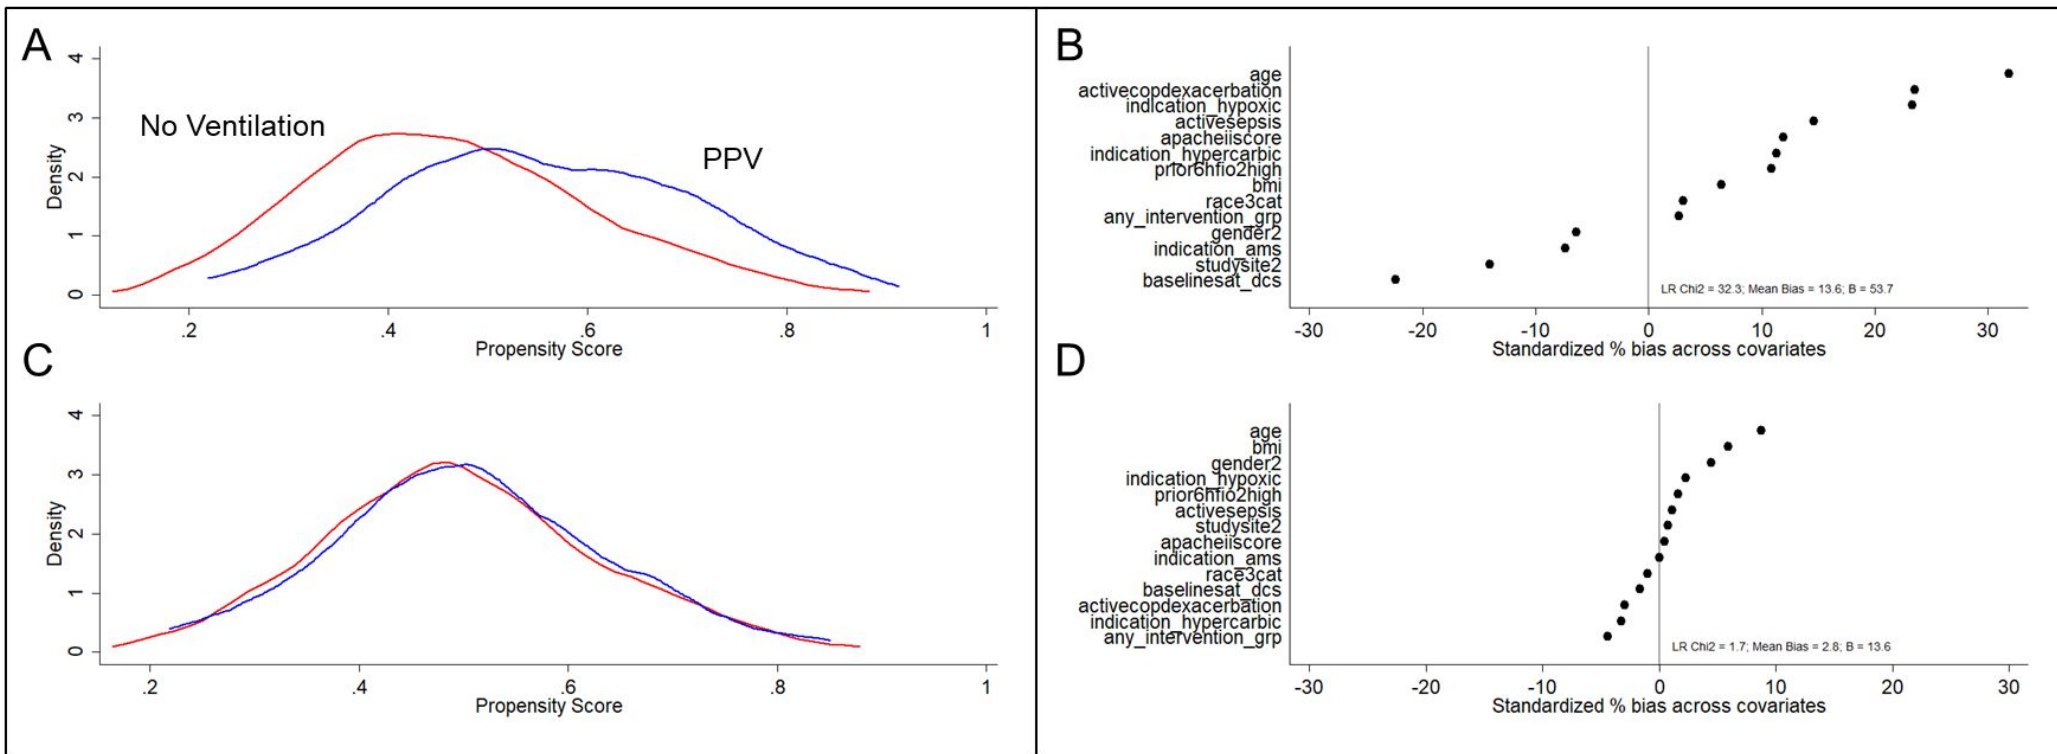 A
4
3
2
1
0
Density
No Ventilation
PPV
.2 .4 .6 .8 1
Propensity Score
B
age
activecopdexacerbation
indication_hypoxic
activesepsis
apacheiiscore
indication_hypercarbic
prior6hfio2high
bmi
race3cat
any_intervention_grp
gender2
indication_ams
studysite2
baselinesat_dcs
LR Chi2 = 32.3; Mean Bias = 13.6; B = 53.7
-30 -20 -10 0 10 20 30
Standardized % bias across covariates
C
4
3
2
1
0
Density
.2 .4 .6 .8 1
Propensity Score
D
age
bmi
gender2
indication_hypoxic
prior6hfio2high
activesepsis
studysite2
apacheiiscore
indication_ams
race3cat
baselinesat_dcs
activecopdexacerbation
indication_hypercarbic
any_intervention_grp
LR Chi2 = 1.7; Mean Bias = 2.8; B = 13.6
-30 -20 -10 0 10 20 30
Standardized % bias across covariates